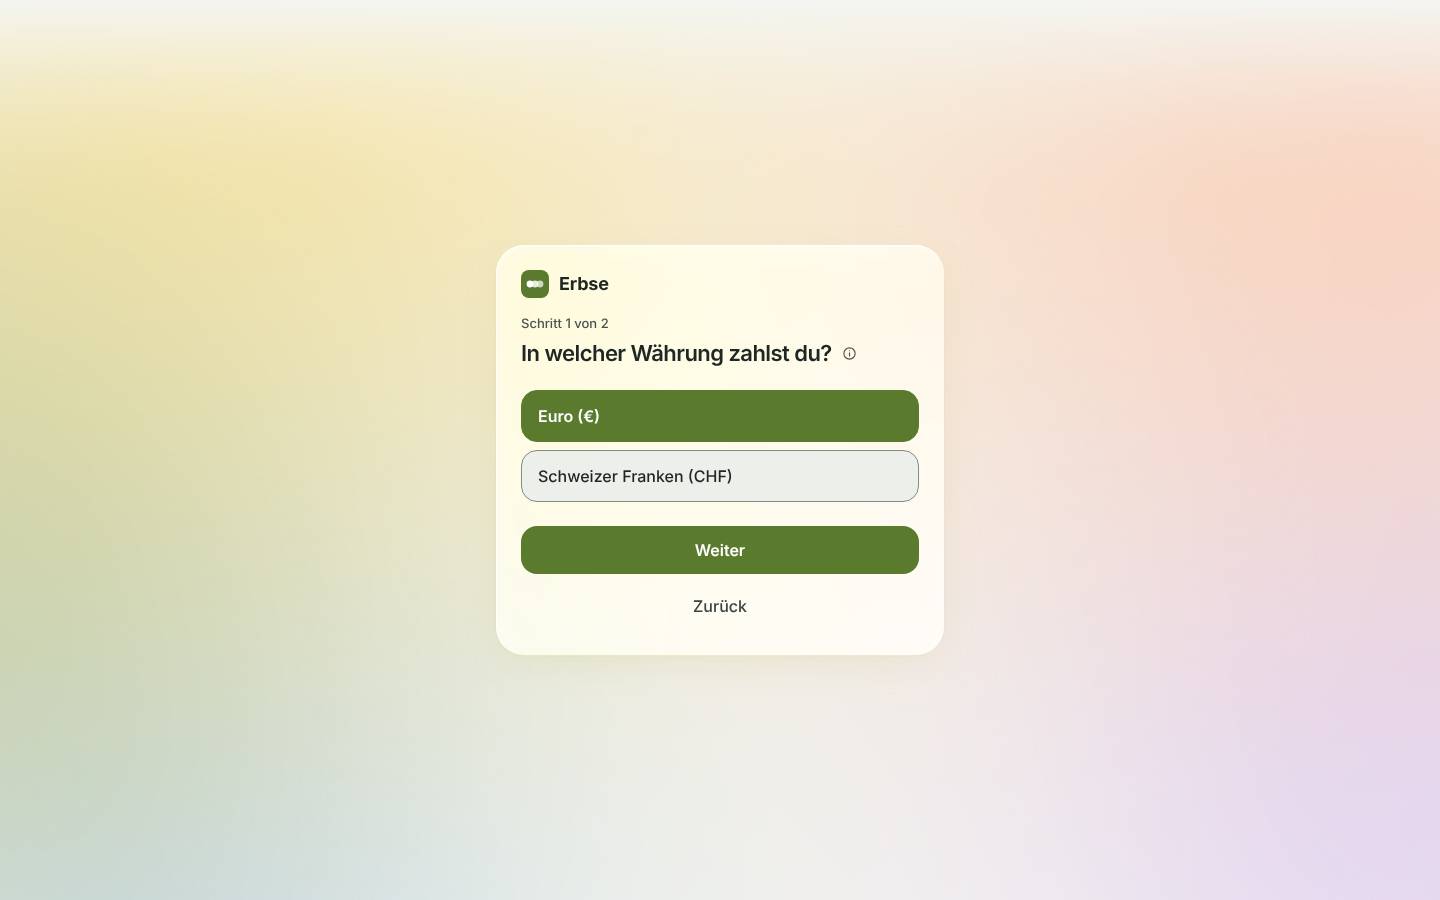 Erbse
Schritt 1 von 2
In welcher Währung zahlst du?
Euro (€)
Schweizer Franken (CHF)
Weiter
Zurück